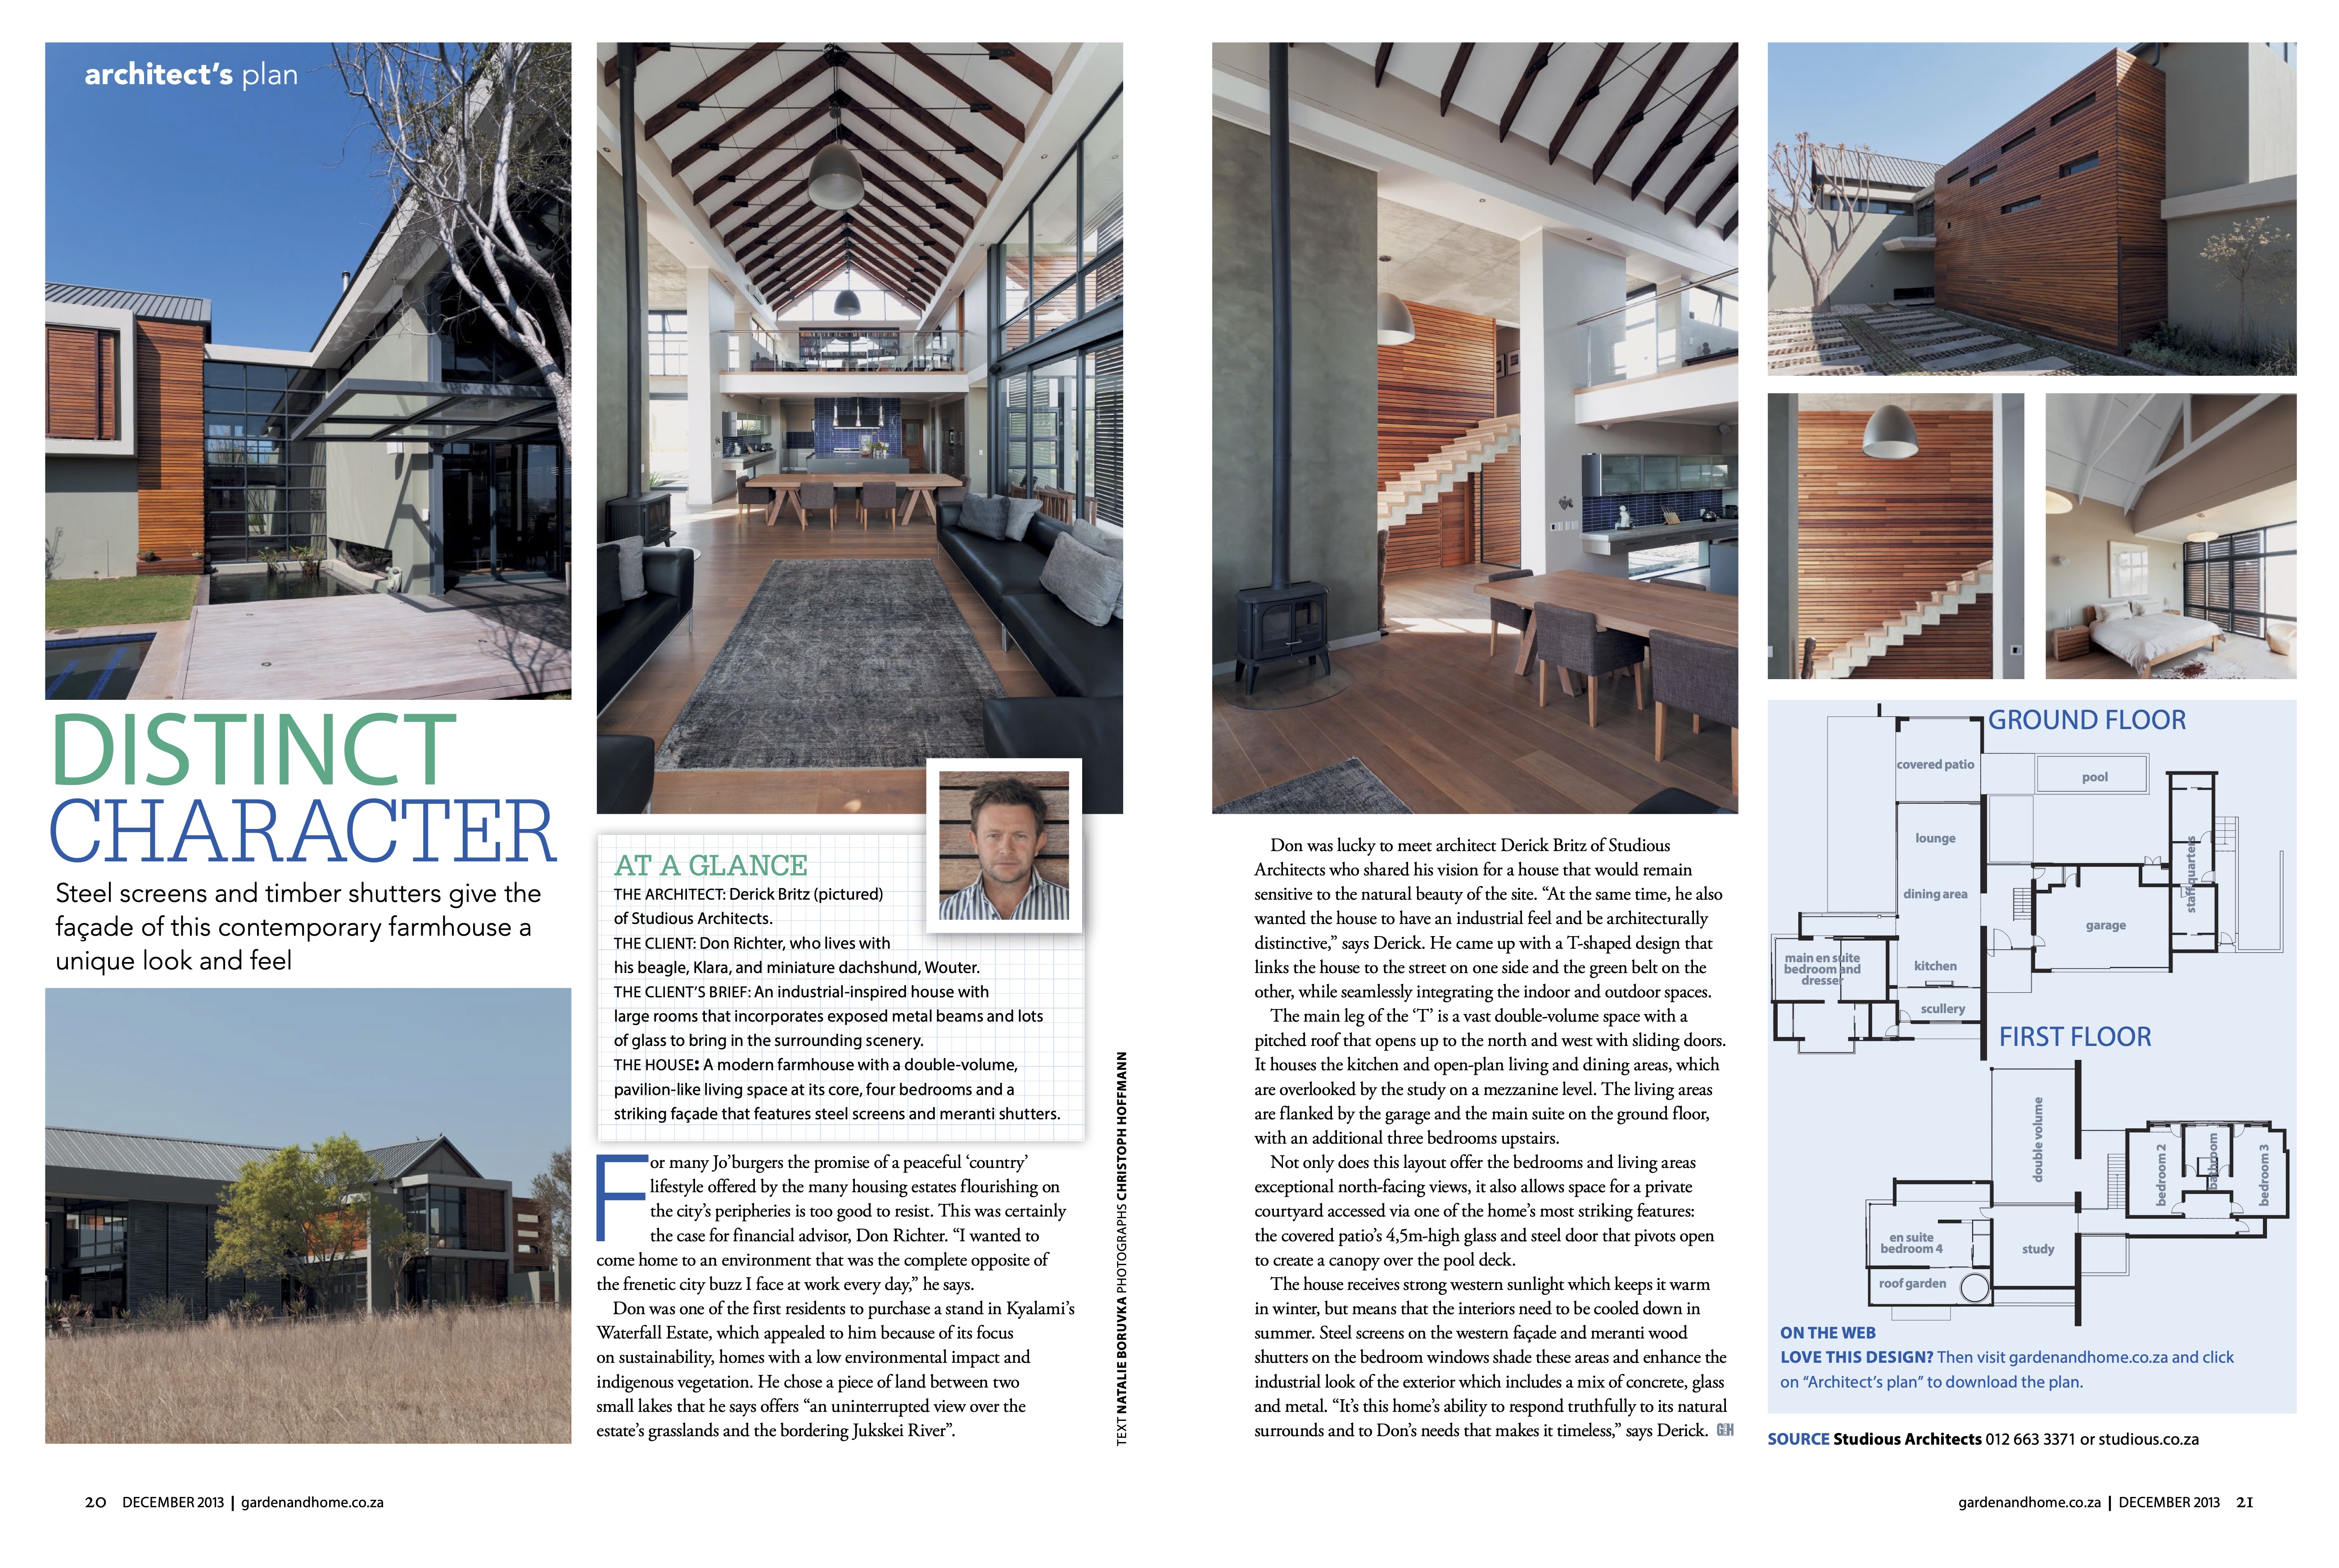 architect's plan
DISTINCT
CHARACTER
Steel screens and timber shutters give the
façade of this contemporary farmhouse a
unique look and feel
AT A GLANCE
THE ARCHITECT: Derick Britz (pictured)
of Studious Architects.
THE CLIENT: Don Richter, who lives with
his beagle, Klara, and miniature dachshund, Wouter.
THE CLIENT'S BRIEF: An industrial-inspired house with
large rooms that incorporates exposed metal beams and lots
of glass to bring in the surrounding scenery.
THE HOUSE: A modern farmhouse with a double-volume,
pavilion-like living space at its core, four bedrooms and a
striking façade that features steel screens and meranti shutters.
For many Jo'burgers the promise of a peaceful 'country'
lifestyle offered by the many housing estates flourishing on
the city's peripheries is too good to resist. This was certainly
the case for financial advisor, Don Richter. “I wanted to
come home to an environment that was the complete opposite of
the frenetic city buzz I face at work every day,” he says.
Don was one of the first residents to purchase a stand in Kyalami's
Waterfall Estate, which appealed to him because of its focus
on sustainability, homes with a low environmental impact and
indigenous vegetation. He chose a piece of land between two
small lakes that he says offers “an uninterrupted view over the
estate's grasslands and the bordering Jukskei River”.
TEXT NATALIE BORUVKA PHOTOGRAPHS CHRISTOPH HOFFMANN
20 DECEMBER 2013 | gardenandhome.co.za
Don was lucky to meet architect Derick Britz of Studious
Architects who shared his vision for a house that would remain
sensitive to the natural beauty of the site. “At the same time, he also
wanted the house to have an industrial feel and be architecturally
distinctive,” says Derick. He came up with a T-shaped design that
links the house to the street on one side and the green belt on the
other, while seamlessly integrating the indoor and outdoor spaces.
The main leg of the 'T' is a vast double-volume space with a
pitched roof that opens up to the north and west with sliding doors.
It houses the kitchen and open-plan living and dining areas, which
are overlooked by the study on a mezzanine level. The living areas
are flanked by the garage and the main suite on the ground floor,
with an additional three bedrooms upstairs.
Not only does this layout offer the bedrooms and living areas
exceptional north-facing views, it also allows space for a private
courtyard accessed via one of the home's most striking features:
the covered patio's 4,5m-high glass and steel door that pivots open
to create a canopy over the pool deck.
The house receives strong western sunlight which keeps it warm
in winter, but means that the interiors need to be cooled down in
summer. Steel screens on the western façade and meranti wood
shutters on the bedroom windows shade these areas and enhance the
industrial look of the exterior which includes a mix of concrete, glass
and metal. “It's this home's ability to respond truthfully to its natural
surrounds and to Don's needs that makes it timeless,” says Derick. G&H
GROUND FLOOR
covered patio
pool
lounge
dining area
staff quarters
garage
main en suite
bedroom and
dresser
kitchen
scullery
FIRST FLOOR
double volume
bedroom 2
bathroom
bedroom 3
en suite
bedroom 4
study
roof garden
ON THE WEB
LOVE THIS DESIGN? Then visit gardenandhome.co.za and click
on “Architect's plan” to download the plan.
SOURCE Studious Architects 012 663 3371 or studious.co.za
gardenandhome.co.za | DECEMBER 2013 21